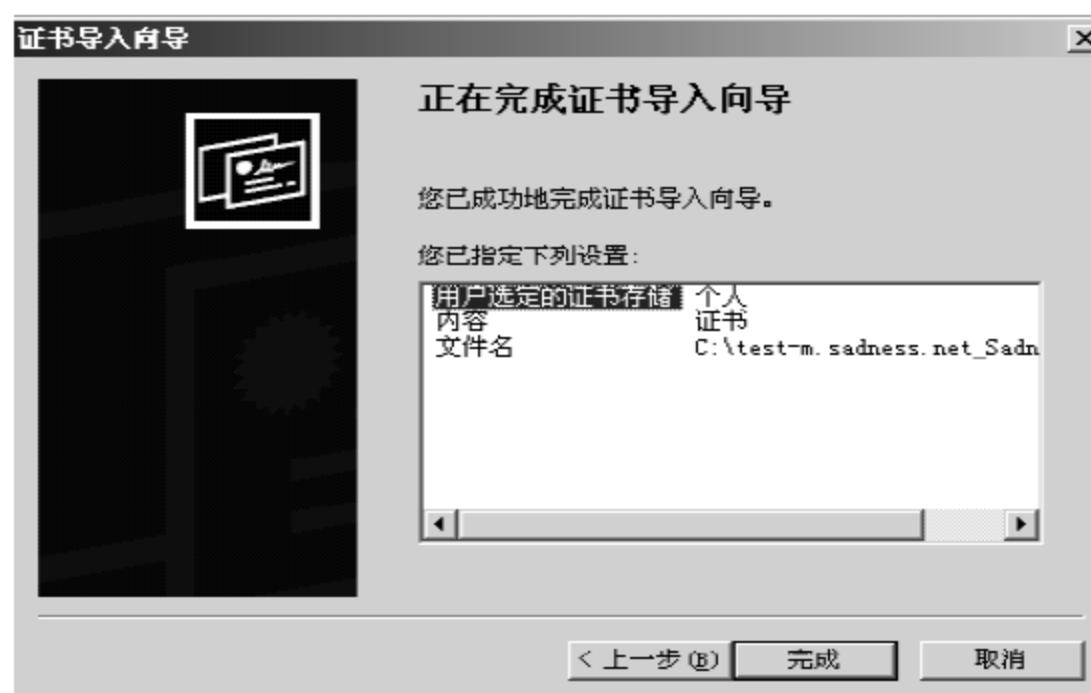 证书导入向导
正在完成证书导入向导
您已成功地完成证书导入向导。
您已指定下列设置:
用户选定的证书存储 个人
内容 证书
文件名 C:\test-m.sadness.net_Sadn
< 上一步(B) 完成 取消